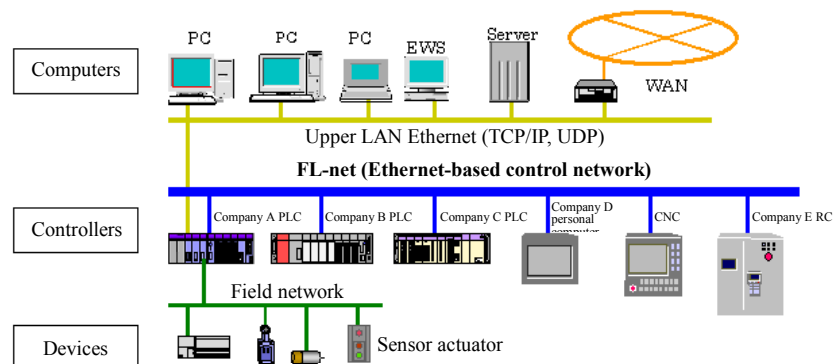 PC
PC
PC
EWS
Server
Computers
WAN
Upper LAN Ethernet (TCP/IP, UDP)
FL-net (Ethernet-based control network)
Controllers
Company A PLC
Company B PLC
Company C PLC
Company D
personal
computer
CNC
Company E RC
Field network
Devices
Sensor actuator